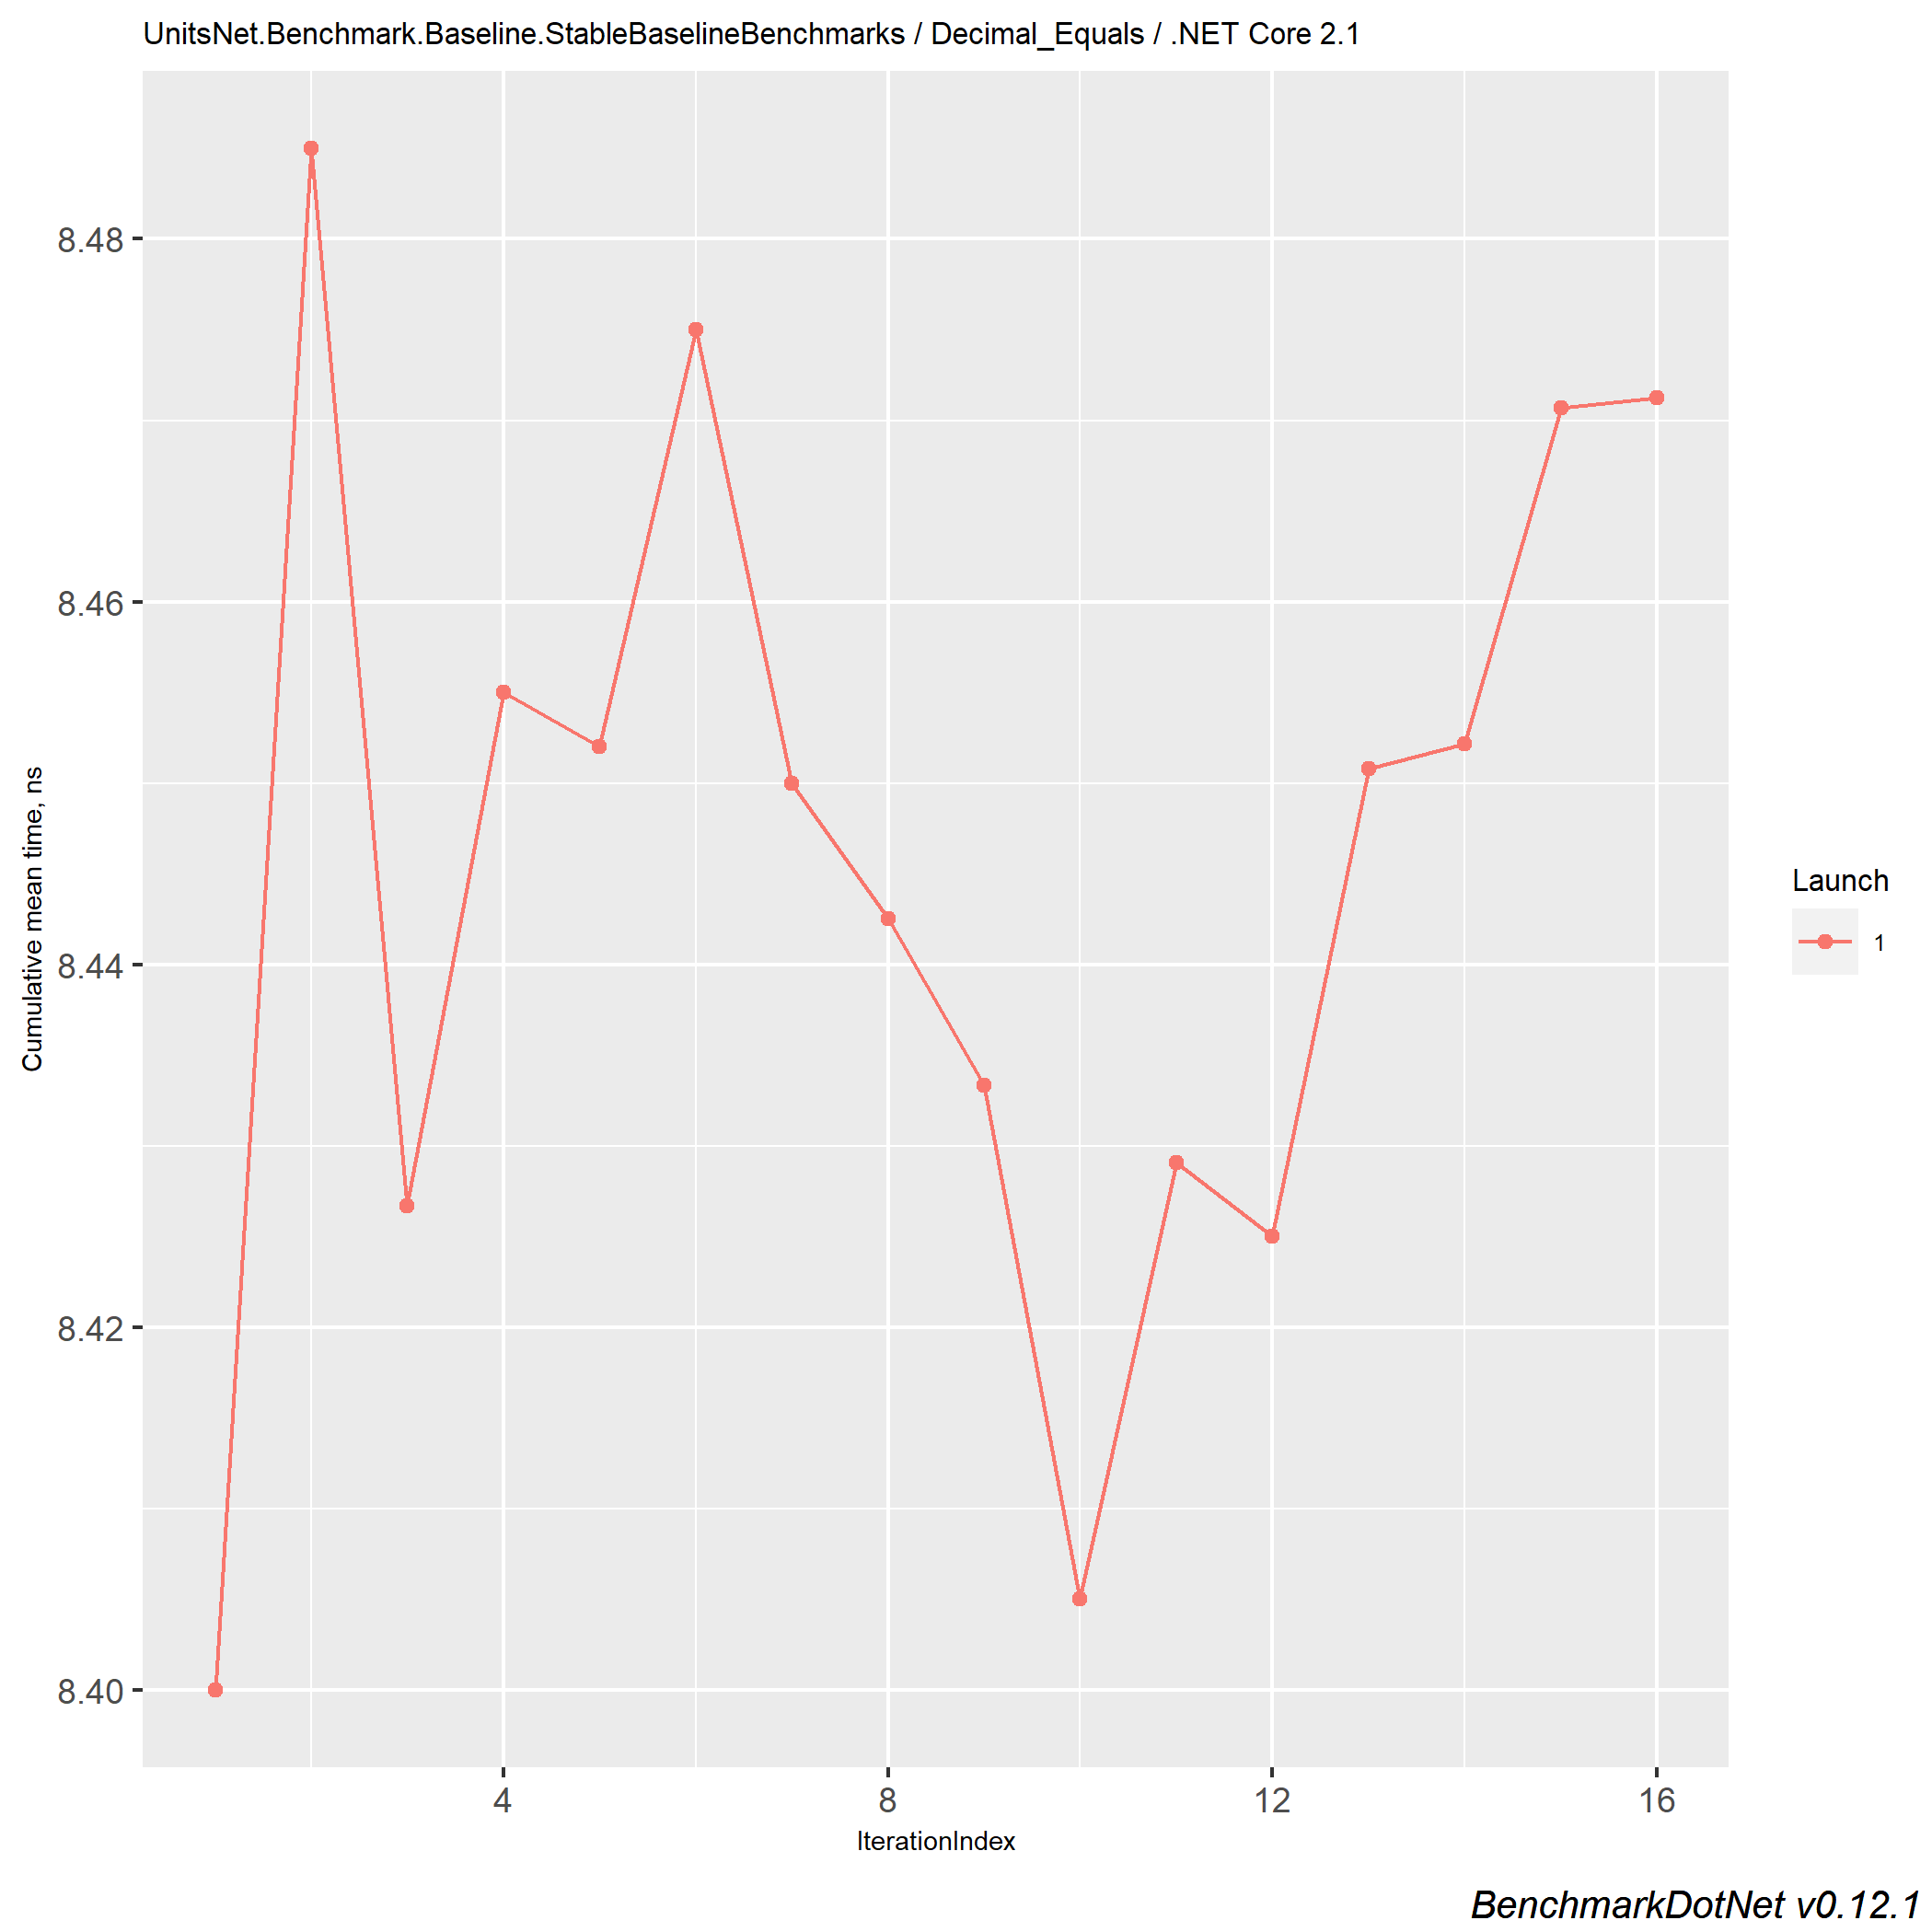 UnitsNet.Benchmark.Baseline.StableBaselineBenchmarks / Decimal_Equals / .NET Core 2.1
8.48
8.46
8.44
8.42
8.40
Cumulative mean time, ns
4 8 12 16
IterationIndex
Launch
1
BenchmarkDotNet v0.12.1